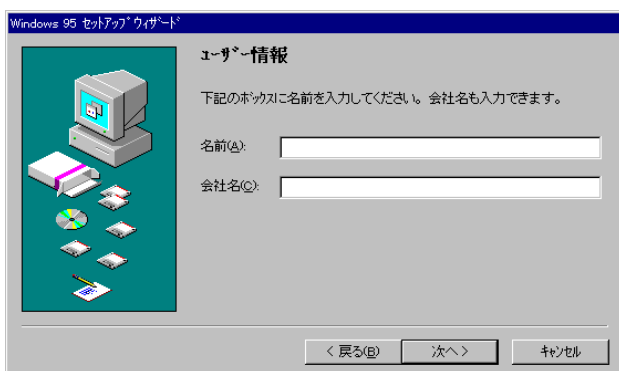 Windows 95 ｾｯﾄｱｯﾌﾟ ｳｨｻﾞｰﾄﾞ
ﾕｰｻﾞｰ情報
下記のﾎﾞｯｸｽに名前を入力してください。会社名も入力できます。
名前(A):
会社名(C):
< 戻る(B)
次へ >
ｷｬﾝｾﾙ